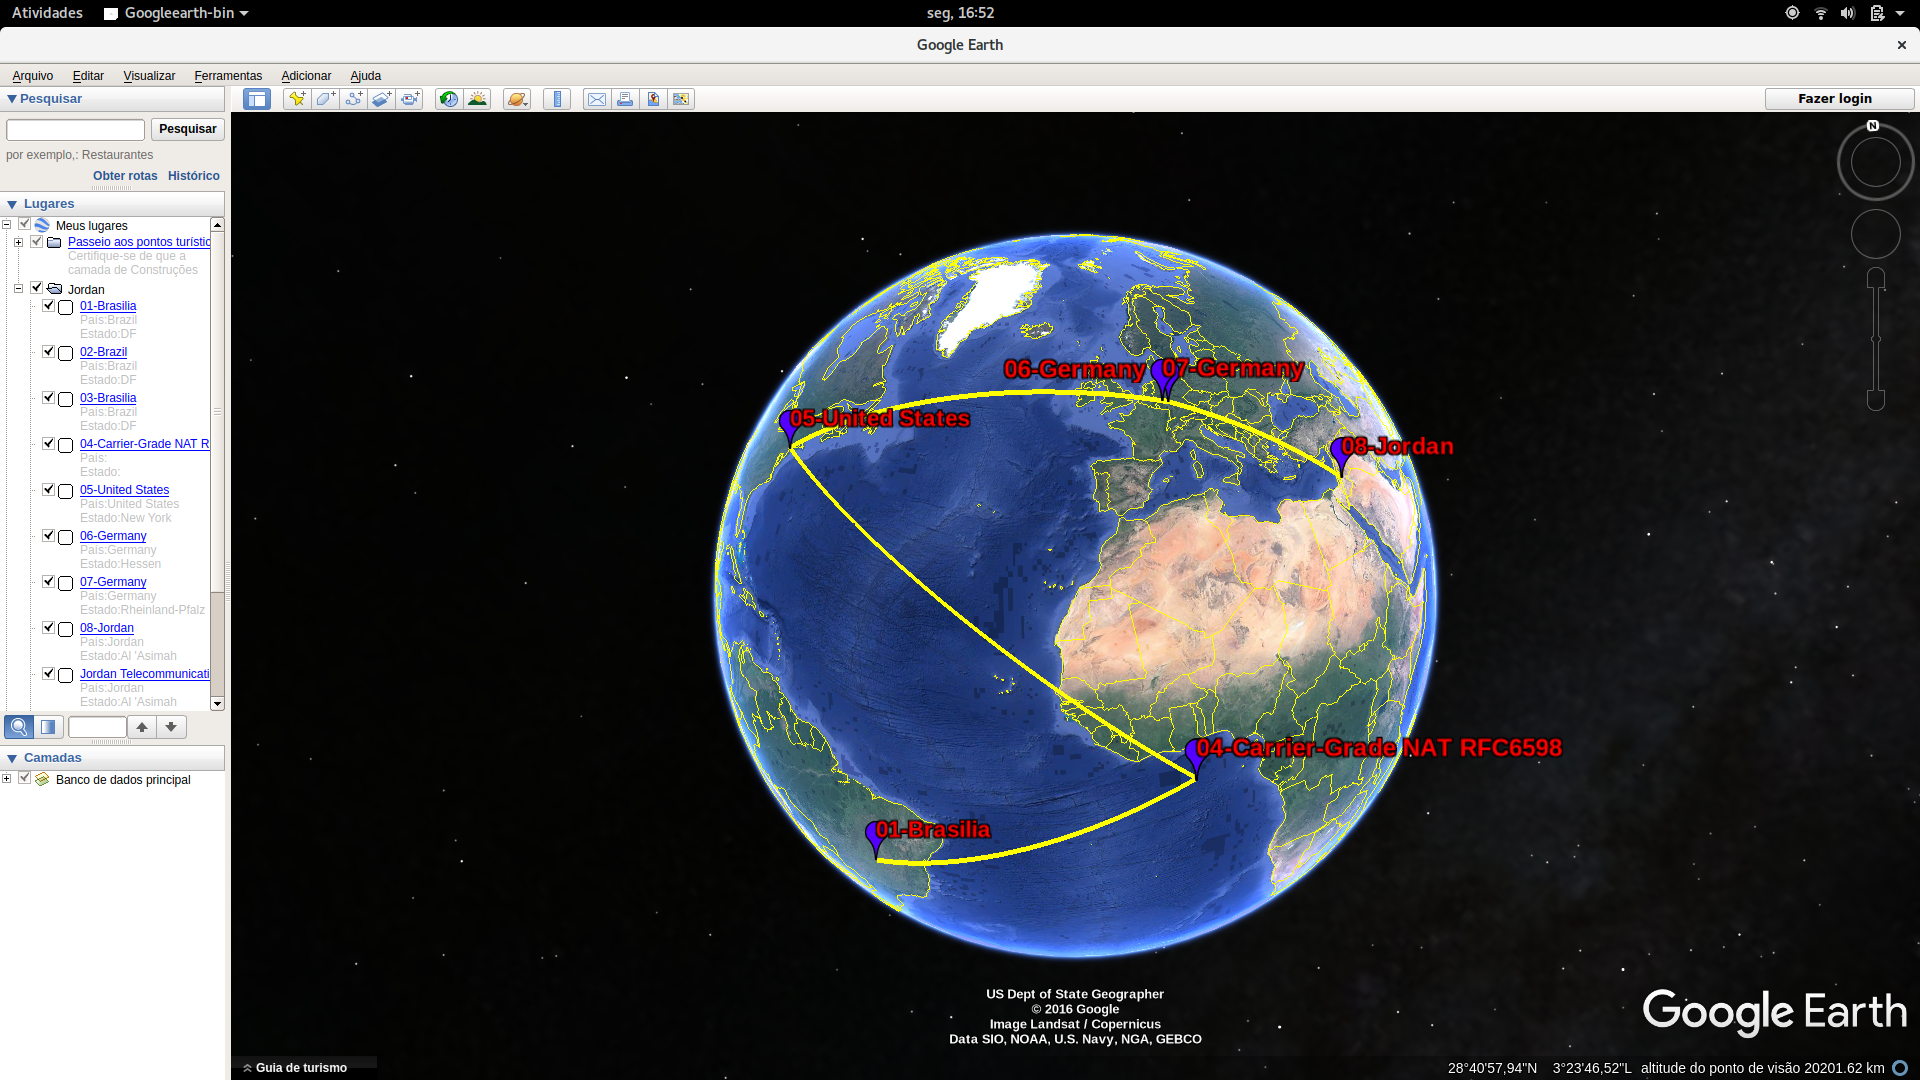 Atividades
Googleearth-bin
seg, 16:52
Google Earth
Arquivo Editar Visualizar Ferramentas Adicionar Ajuda
Pesquisar
Fazer login
Pesquisar
por exemplo,: Restaurantes
Obter rotas Histórico
Lugares
Meus lugares
Passeio aos pontos turístic
Certifique-se de que a
camada de Construções
Jordan
01-Brasilia
País:Brazil
Estado:DF
02-Brazil
País:Brazil
Estado:DF
03-Brasilia
País:Brazil
Estado:DF
04-Carrier-Grade NAT R
País:
Estado:
05-United States
País:United States
Estado:New York
06-Germany
País:Germany
Estado:Hessen
07-Germany
País:Germany
Estado:Rheinland-Pfalz
08-Jordan
País:Jordan
Estado:Al 'Asimah
Jordan Telecommunicati
País:Jordan
Estado:Al 'Asimah
Camadas
Banco de dados principal
N
06-Germany 07-Germany
05-United States
08-Jordan
04-Carrier-Grade NAT RFC6598
01-Brasilia
US Dept of State Geographer
© 2016 Google
Image Landsat / Copernicus
Data SIO, NOAA, U.S. Navy, NGA, GEBCO
Google Earth
Guia de turismo
28°40'57,94"N 3°23'46,52"L altitude do ponto de visão 20201.62 km